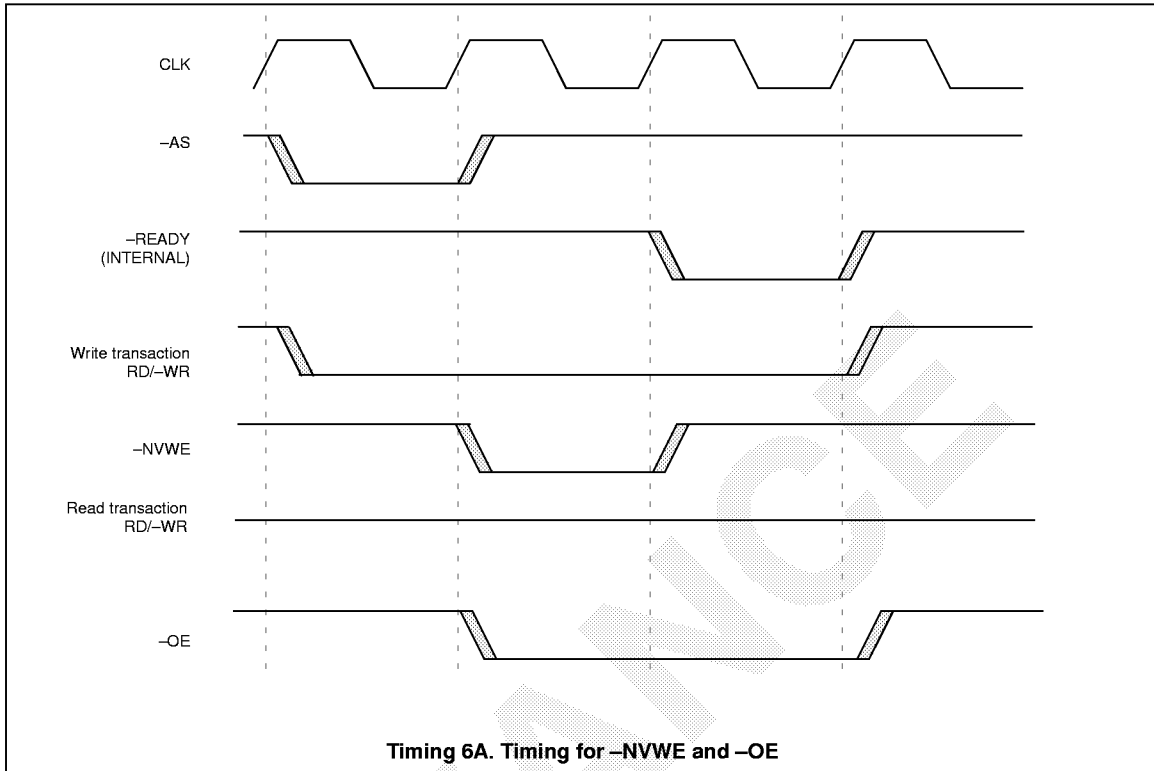 CLK
–AS
–READY
(INTERNAL)
Write transaction
RD/–WR
–NVWE
Read transaction
RD/–WR
–OE
ANCE
Timing 6A. Timing for –NVWE and –OE